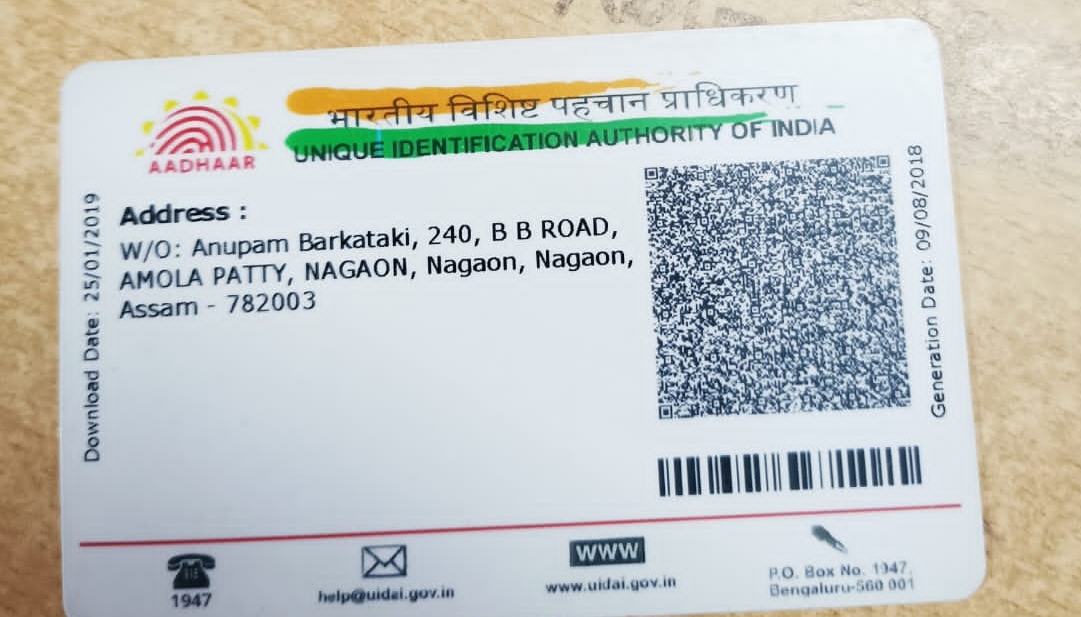 भारतीय विशिष्ट पहचान प्राधिकरण
AADHAAR
UNIQUE IDENTIFICATION AUTHORITY OF INDIA
Download Date: 25/01/2019
Address :
W/O: Anupam Barkataki, 240, B B ROAD,
AMOLA PATTY, NAGAON, Nagaon, Nagaon,
Assam - 782003
Generation Date: 09/08/2018
1947
help@uidai.gov.in
www
www.uidai.gov.in
P.O. Box No. 1947,
Bengaluru-560 001